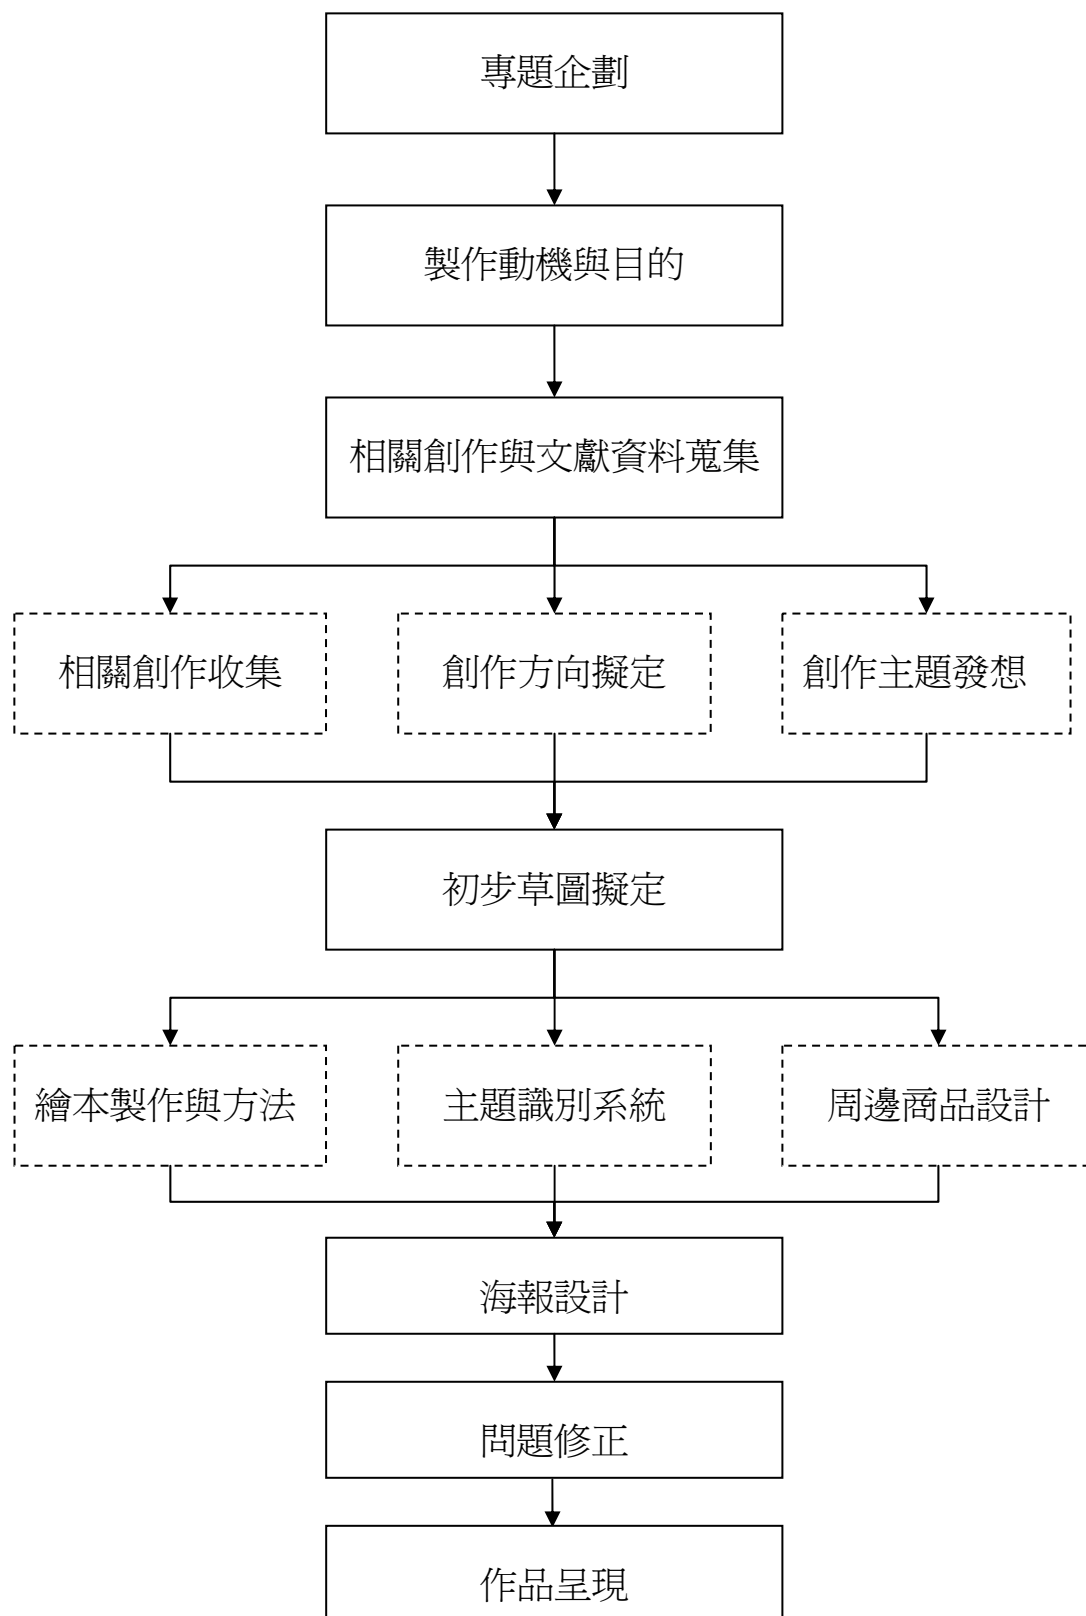 專題企劃
製作動機與目的
相關創作與文獻資料蒐集
相關創作收集
創作方向擬定
創作主題發想
初步草圖擬定
繪本製作與方法
主題識別系統
周邊商品設計
海報設計
問題修正
作品呈現